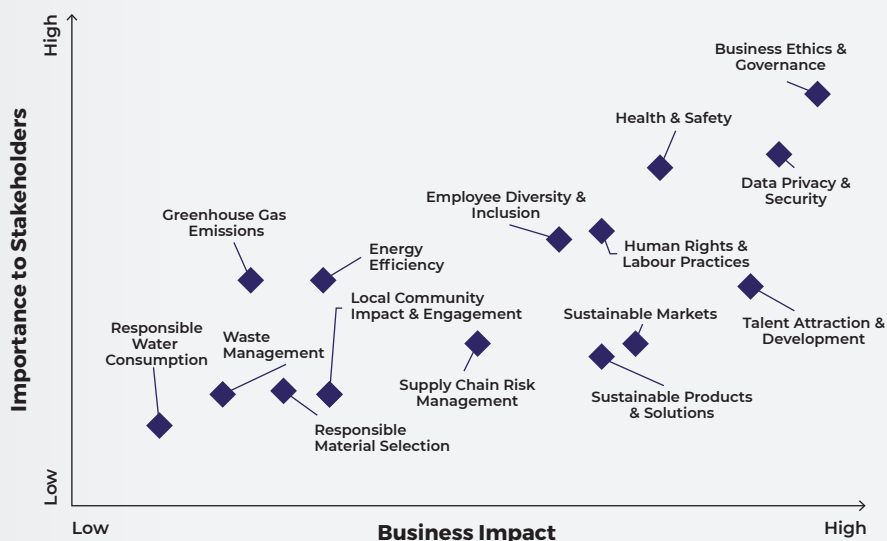 High
Importance to Stakeholders
Low
Business Ethics &
Governance
Health & Safety
Data Privacy &
Security
Employee Diversity &
Inclusion
Greenhouse Gas
Emissions
Human Rights &
Labour Practices
Energy
Efficiency
Local Community
Impact & Engagement
Sustainable Markets
Talent Attraction &
Development
Responsible
Water
Consumption
Waste
Management
Supply Chain Risk
Management
Sustainable Products
& Solutions
Responsible
Material Selection
Low
Business Impact
High